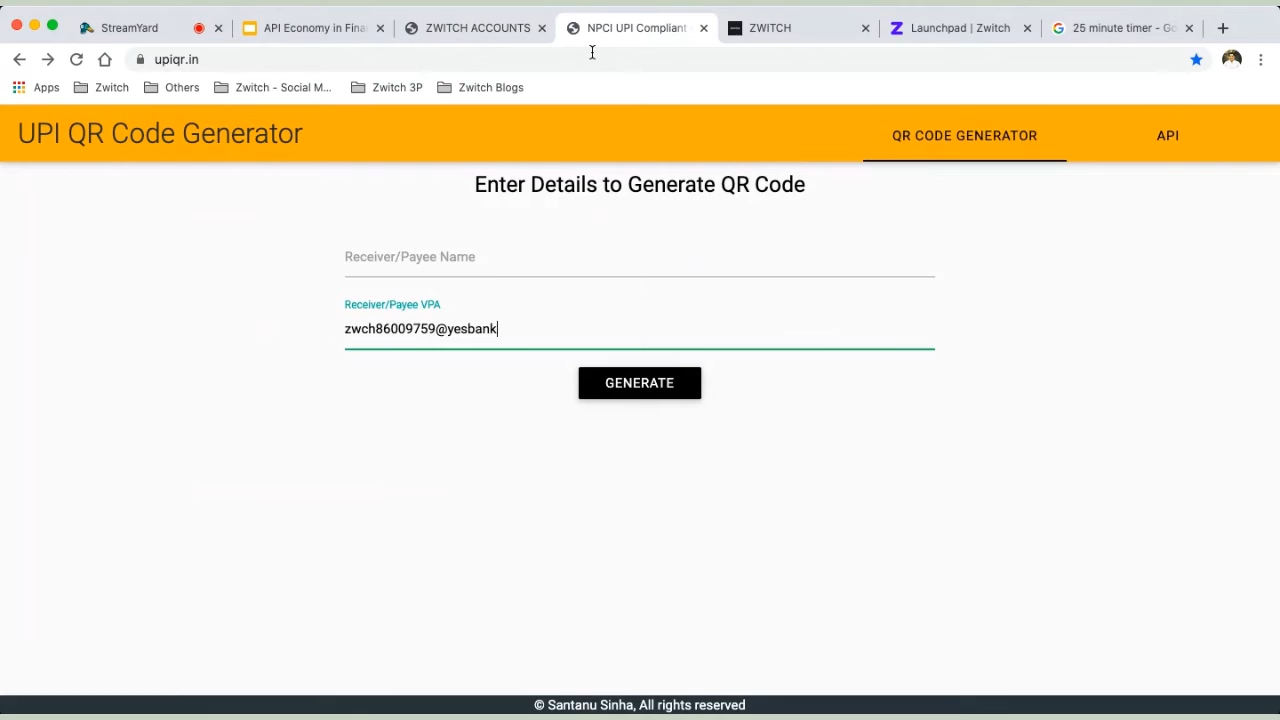 StreamYard
API Economy in Fina
ZWITCH ACCOUNTS
NPCI UPI Compliant
ZWITCH
Launchpad | Zwitch
25 minute timer - Go
upiqr.in
Apps
Zwitch
Others
Zwitch - Social M...
Zwitch 3P
Zwitch Blogs
UPI QR Code Generator
QR CODE GENERATOR
API
Enter Details to Generate QR Code
Receiver/Payee Name
Receiver/Payee VPA
zwch86009759@yesbank
GENERATE
© Santanu Sinha, All rights reserved